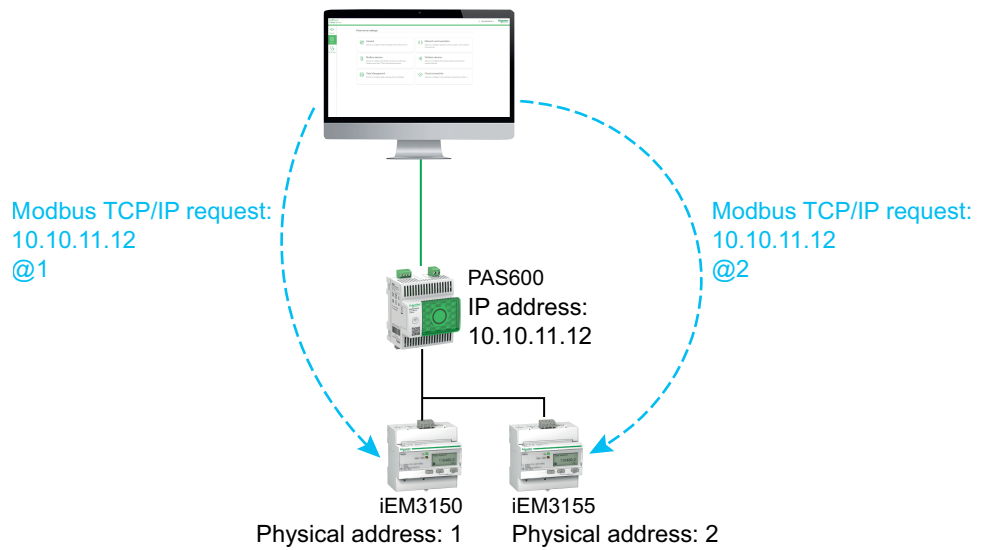 General
Modbus TCP/IP request:
10.10.11.12
@1
Modbus TCP/IP request:
10.10.11.12
@2
PAS600
IP address:
10.10.11.12
iEM3150
Physical address: 1
iEM3155
Physical address: 2